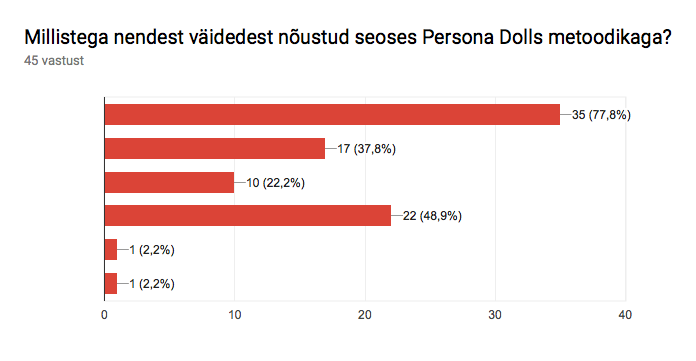 Millistega nendest väidedest nõustud seoses Persona Dolls metoodikaga?
45 vastust
35 (77,8%)
17 (37,8%)
10 (22,2%)
22 (48,9%)
1 (2,2%)
1 (2,2%)
0 10 20 30 40